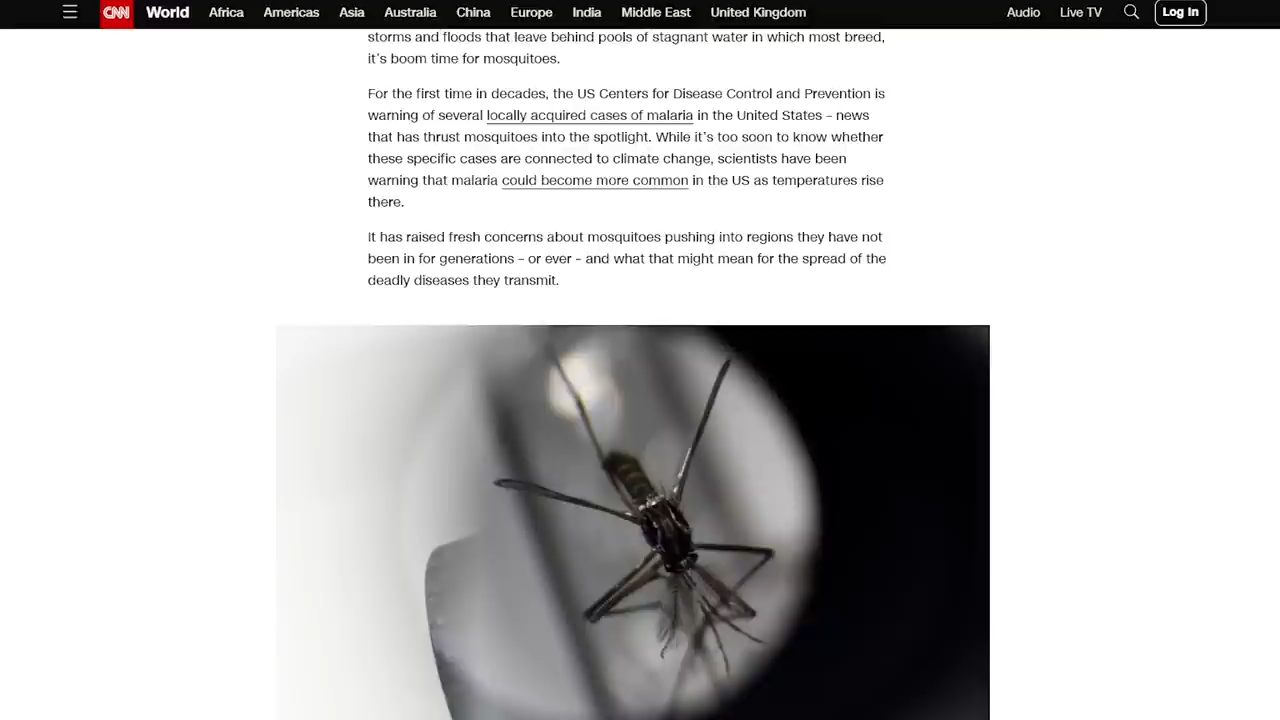 CNN World Africa Americas Asia Australia China Europe India Middle East United Kingdom Audio Live TV Log In
storms and floods that leave behind pools of stagnant water in which most breed,
it’s boom time for mosquitoes.
For the first time in decades, the US Centers for Disease Control and Prevention is
warning of several locally acquired cases of malaria in the United States – news
that has thrust mosquitoes into the spotlight. While it’s too soon to know whether
these specific cases are connected to climate change, scientists have been
warning that malaria could become more common in the US as temperatures rise
there.
It has raised fresh concerns about mosquitoes pushing into regions they have not
been in for generations – or ever – and what that might mean for the spread of the
deadly diseases they transmit.